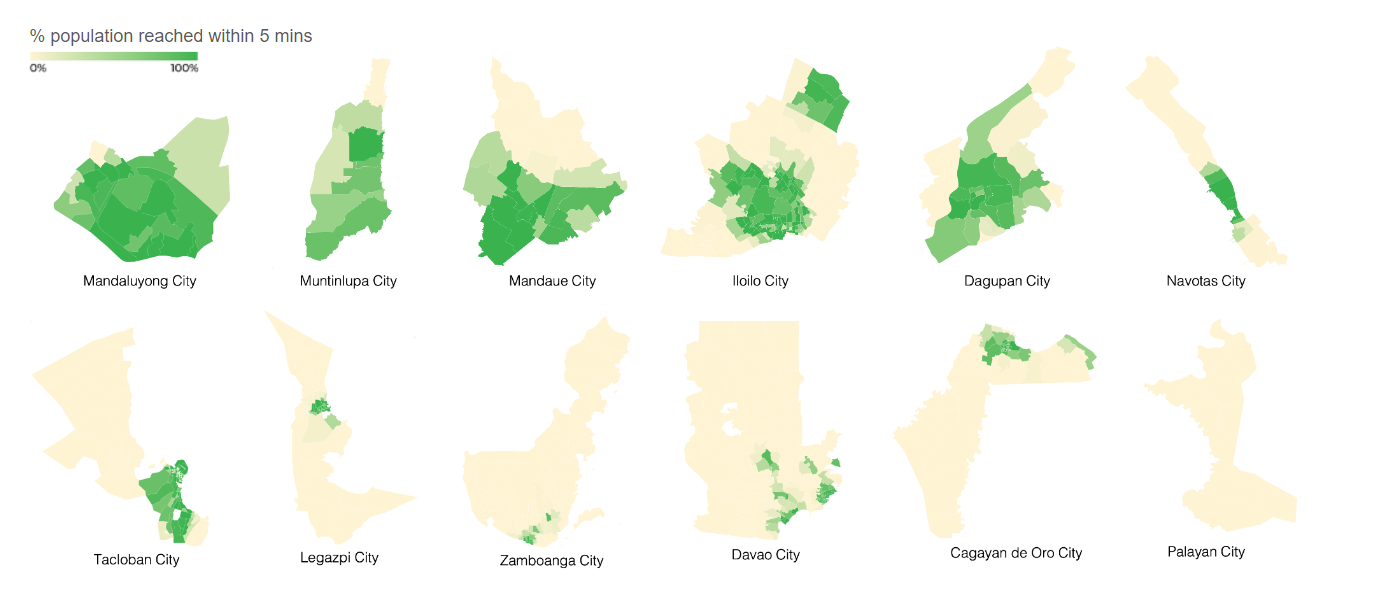 % population reached within 5 mins
0% 100%
Mandaluyong City
Muntinlupa City
Mandaue City
Iloilo City
Dagupan City
Navotas City
Tacloban City
Legazpi City
Zamboanga City
Davao City
Cagayan de Oro City
Palayan City